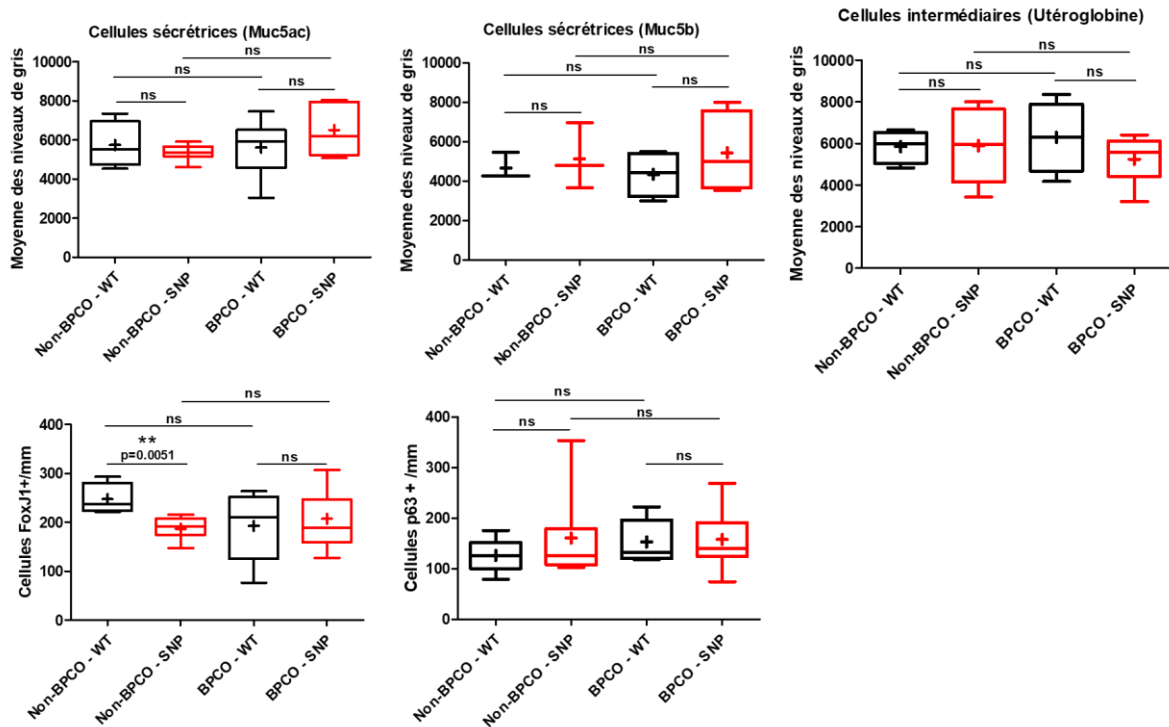 Cellules sécrétrices (Muc5ac)
Moyenne des niveaux de gris
10000
8000
6000
4000
2000
0
ns
ns
ns
ns
Non-BPCO - WT
Non-BPCO - SNP
BPCO - WT
BPCO - SNP
Cellules sécrétrices (Muc5b)
Moyenne des niveaux de gris
10000
8000
6000
4000
2000
0
ns
ns
ns
ns
Non-BPCO - WT
Non-BPCO - SNP
BPCO - WT
BPCO - SNP
Cellules intermédiaires (Utéroglobine)
Moyenne des niveaux de gris
10000
8000
6000
4000
2000
0
ns
ns
ns
ns
Non-BPCO - WT
Non-BPCO - SNP
BPCO - WT
BPCO - SNP
Cellules FoxJ1+/mm
400
300
200
100
0
ns
ns
**
p=0.0051
ns
Non-BPCO - WT
Non-BPCO - SNP
BPCO - WT
BPCO - SNP
Cellules p63 + /mm
400
300
200
100
0
ns
ns
ns
ns
Non-BPCO - WT
Non-BPCO - SNP
BPCO - WT
BPCO - SNP